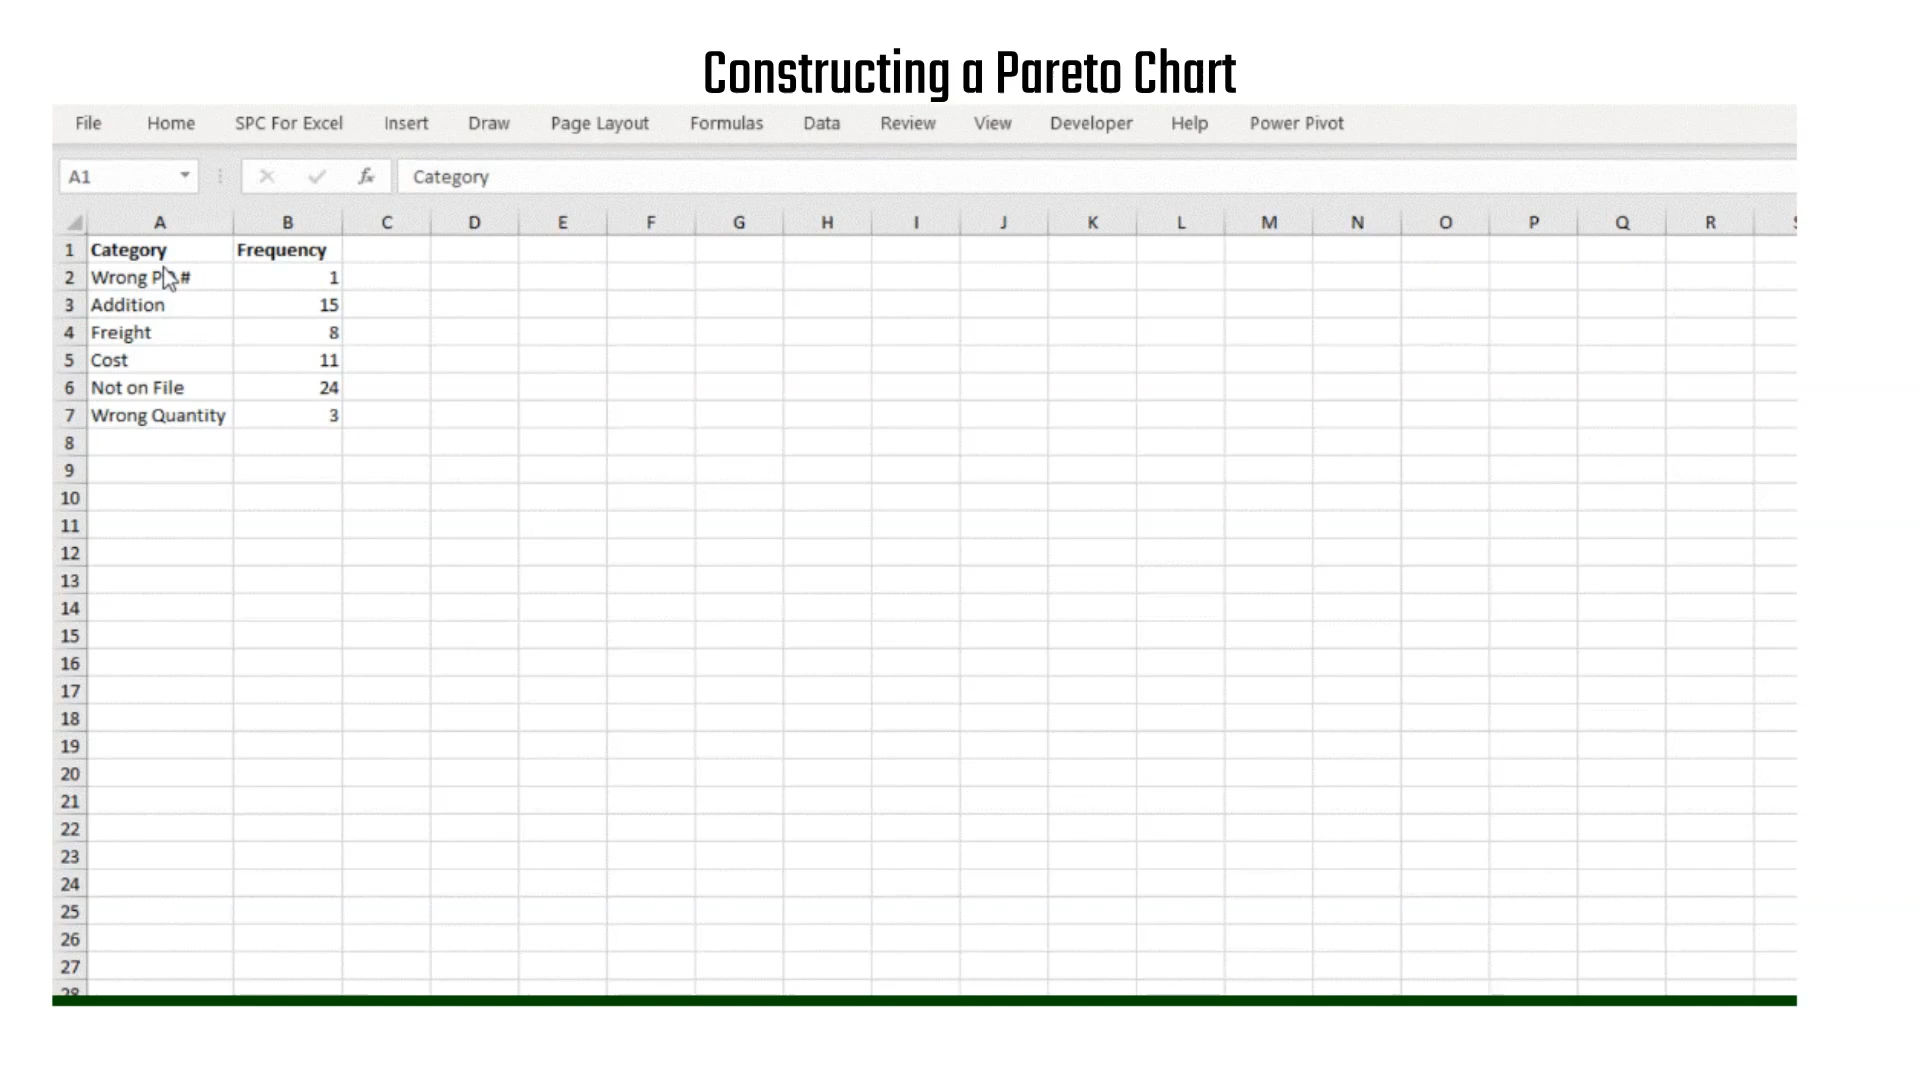 Constructing a Pareto Chart
File Home SPC For Excel Insert Draw Page Layout Formulas Data Review View Developer Help Power Pivot
A1 fx Category
A B C D E F G H I J K L M N O P Q R
1 Category Frequency
2 Wrong # 1
3 Addition 15
4 Freight 8
5 Cost 11
6 Not on File 24
7 Wrong Quantity 3
8
9
10
11
12
13
14
15
16
17
18
19
20
21
22
23
24
25
26
27